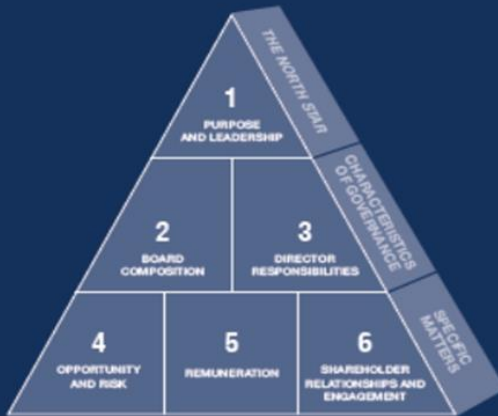 1
PURPOSE
AND LEADERSHIP
THE NORTH STAR
2
BOARD
COMPOSITION
3
DIRECTOR
RESPONSIBILITIES
CHARACTERISTICS
OF GOVERNANCE
4
OPPORTUNITY
AND RISK
5
REMUNERATION
6
SHAREHOLDER
RELATIONSHIPS AND
ENGAGEMENT
SPECIFIC
MATTERS